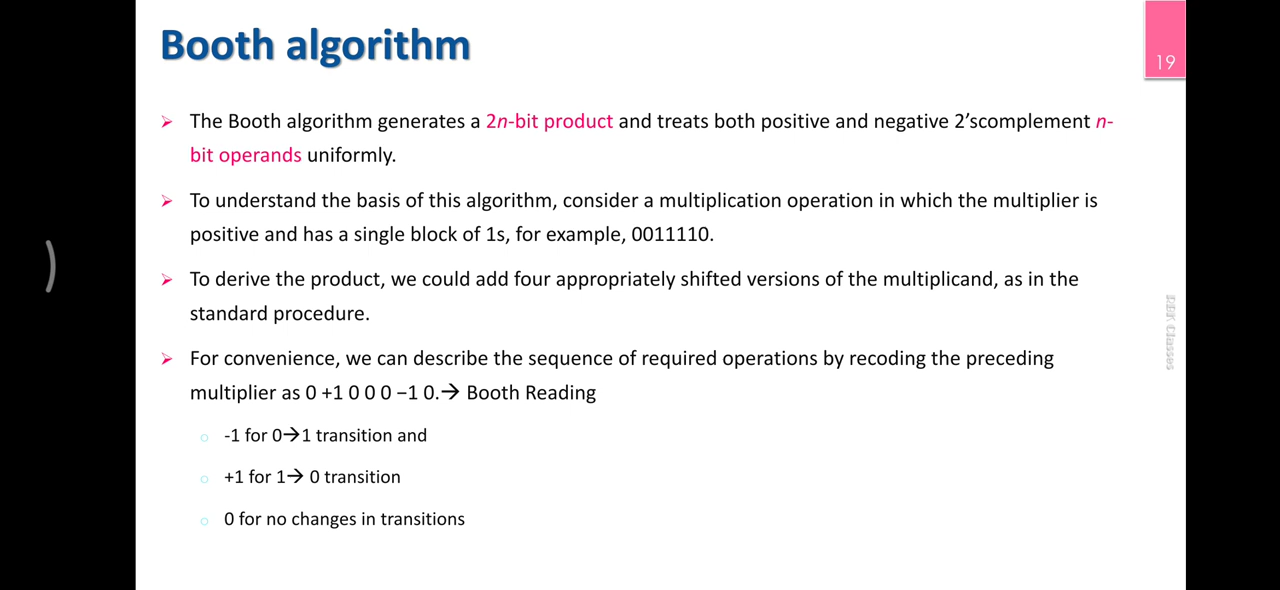 Booth algorithm
19
➢ The Booth algorithm generates a 2n-bit product and treats both positive and negative 2’scomplement n-
bit operands uniformly.
➢ To understand the basis of this algorithm, consider a multiplication operation in which the multiplier is
positive and has a single block of 1s, for example, 0011110.
➢ To derive the product, we could add four appropriately shifted versions of the multiplicand, as in the
standard procedure.
➢ For convenience, we can describe the sequence of required operations by recoding the preceding
multiplier as 0 +1 0 0 0 −1 0.→ Booth Reading
○ -1 for 0→1 transition and
○ +1 for 1→ 0 transition
○ 0 for no changes in transitions
Classes